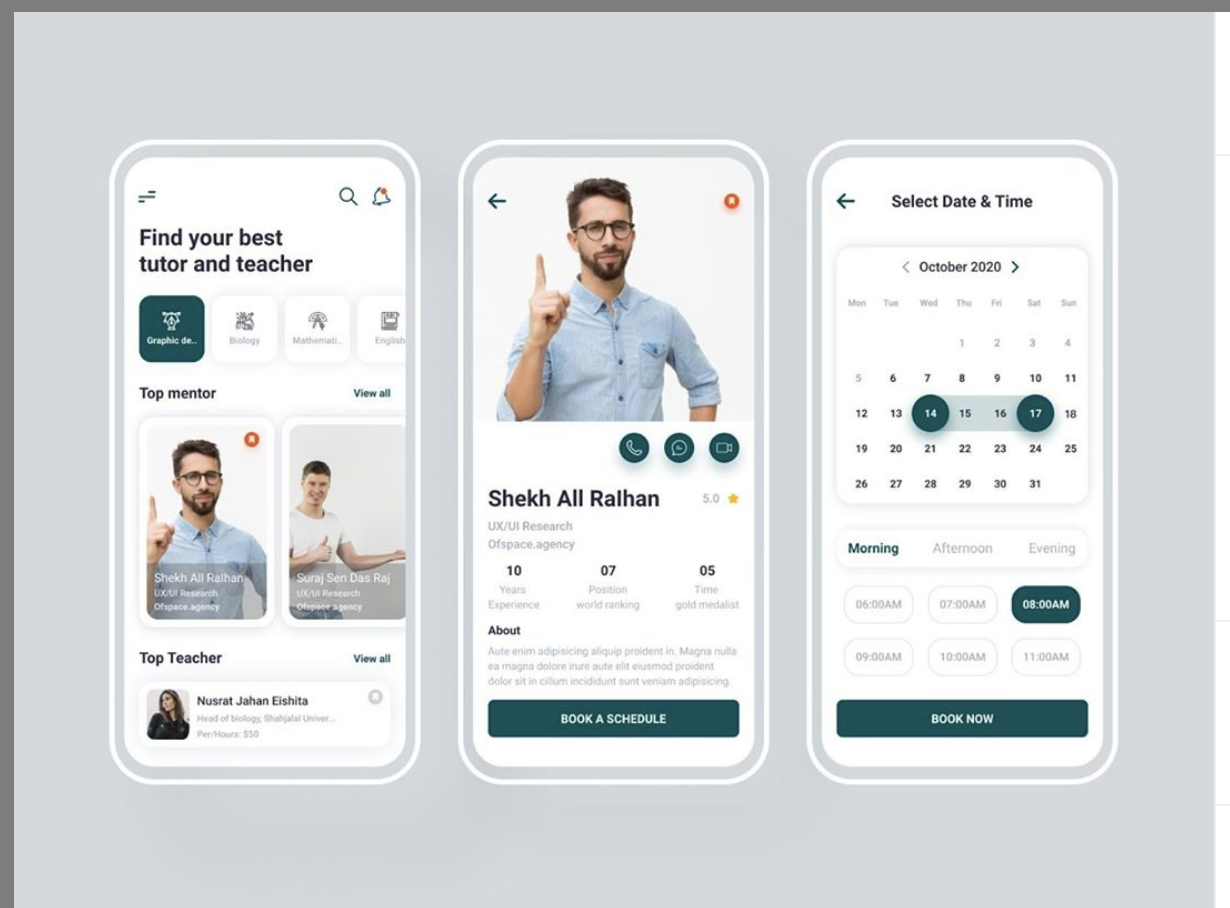 Find your best
tutor and teacher
Graphic de..
Biology
Mathemati..
English
Top mentor
View all
Shekh All Ralhan
UX/UI Research
Ofspace.agency
Suraj Sen Das Raj
UX/UI Research
Ofspace agency
Top Teacher
View all
Nusrat Jahan Eishita
Head of biology, Shahjalal Univer...
Per/Hours: $50
Shekh All Ralhan
5.0
UX/UI Research
Ofspace.agency
10 07 05
Years Position Time
Experience world ranking gold medalist
About
Aute enim adipisicing aliquip proident in. Magna nulla
ea magna dolore irure aute elit eiusmod proident
dolor sit in cillum incididunt sunt veniam adipisicing.
BOOK A SCHEDULE
Select Date & Time
October 2020
Mon Tue Wed Thu Fri Sat Sun
1 2 3 4
5 6 7 8 9 10 11
12 13 14 15 16 17 18
19 20 21 22 23 24 25
26 27 28 29 30 31
Morning Afternoon Evening
06:00AM 07:00AM 08:00AM
09:00AM 10:00AM 11:00AM
BOOK NOW